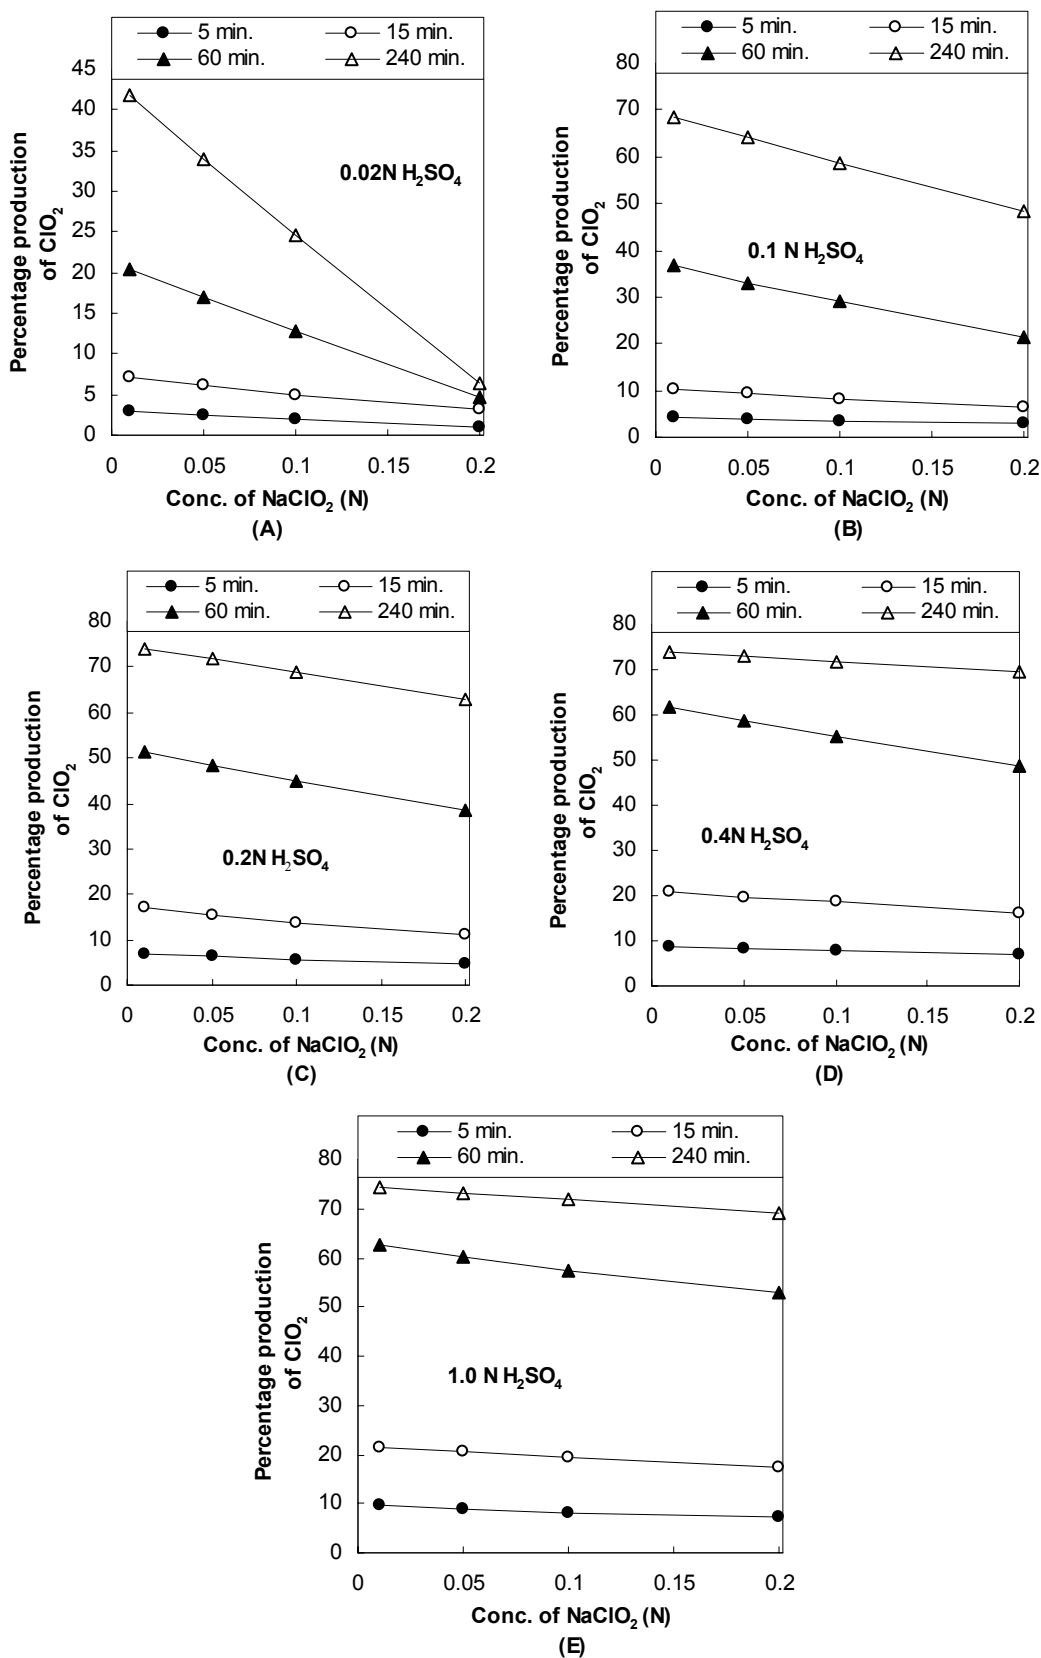 5 min. 15 min.
60 min. 240 min.
45
40
35
30
25
20
15
10
5
0
Percentage production
of ClO₂
0.02N H₂SO₄
0 0.05 0.1 0.15 0.2
Conc. of NaClO₂ (N)
(A)
5 min. 15 min.
60 min. 240 min.
80
70
60
50
40
30
20
10
0
Percentage production
of ClO₂
0.1 N H₂SO₄
0 0.05 0.1 0.15 0.2
Conc. of NaClO₂ (N)
(B)
5 min. 15 min.
60 min. 240 min.
80
70
60
50
40
30
20
10
0
Percentage production
of ClO₂
0.2N H₂SO₄
0 0.05 0.1 0.15 0.2
Conc. of NaClO₂ (N)
(C)
5 min. 15 min.
60 min. 240 min.
80
70
60
50
40
30
20
10
0
Percentage production
of ClO₂
0.4N H₂SO₄
0 0.05 0.1 0.15 0.2
Conc. of NaClO₂ (N)
(D)
5 min. 15 min.
60 min. 240 min.
80
70
60
50
40
30
20
10
0
Percentage production
of ClO₂
1.0 N H₂SO₄
0 0.05 0.1 0.15 0.2
Conc. of NaClO₂ (N)
(E)